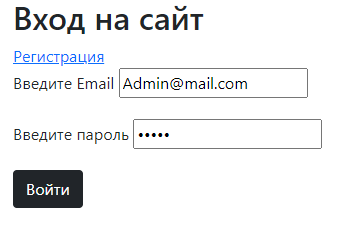 Вход на сайт
Регистрация
Введите Email Admin@mail.com
Введите пароль •••••
Войти